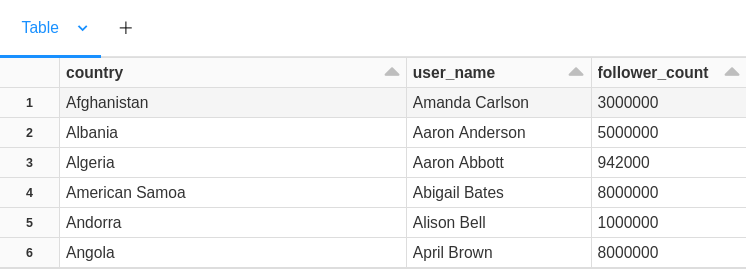 Table +
country user_name follower_count
1 Afghanistan Amanda Carlson 3000000
2 Albania Aaron Anderson 5000000
3 Algeria Aaron Abbott 942000
4 American Samoa Abigail Bates 8000000
5 Andorra Alison Bell 1000000
6 Angola April Brown 8000000